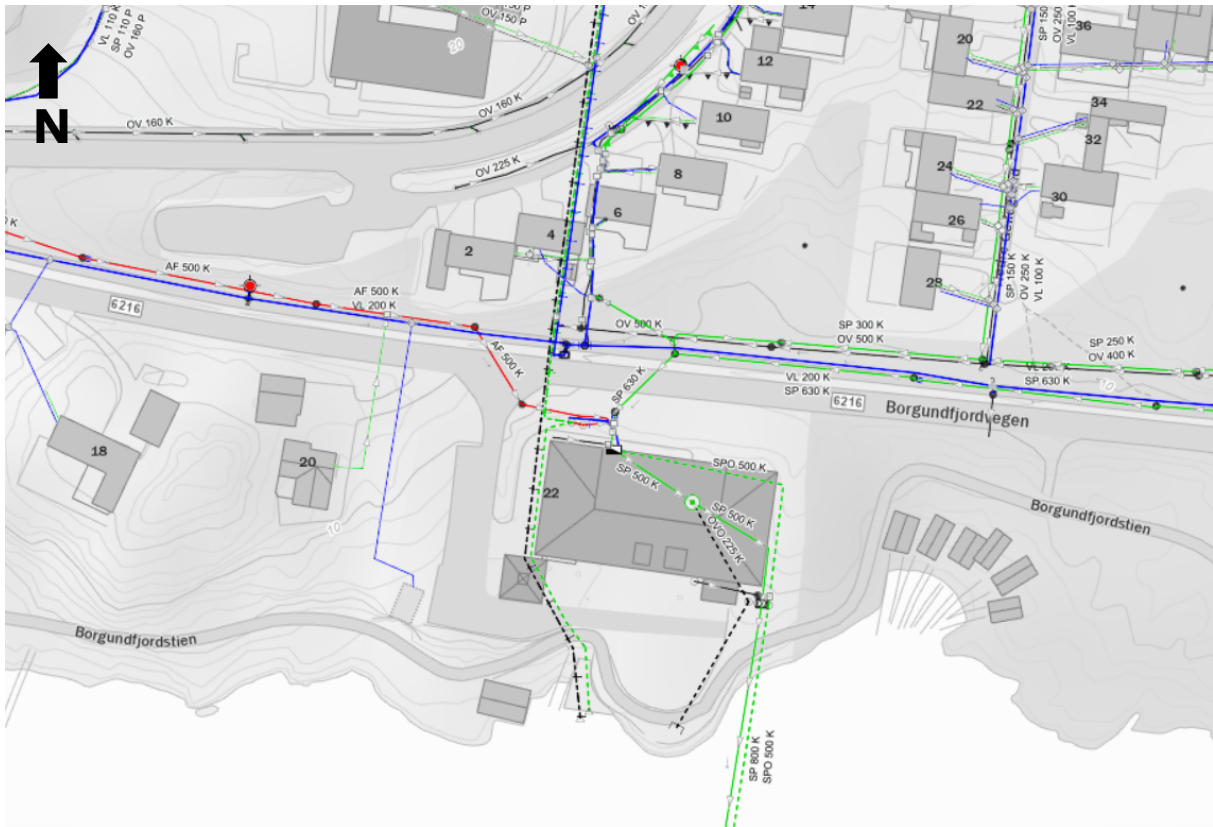 VL 110 K
SP 110 P
OV 160 P
OV 150 P
20
14
SP 150
OV 250
VL 100 K
36
20
12
N
OV 160 K
OV 160 K
22
34
10
32
OV 225 K
24
8
30
6
26
4
2
AF 500 K
28
SP 150 K
OV 250 K
VL 100 K
AF 500 K
VL 200 K
6216
OV 500 K
SP 300 K
OV 500 K
SP 250 K
OV 400 K
AF 500 K
SP 630 K
VL 200 K
SP 630 K
SP 630 K
10
6216
Borgundfjordvegen
18
20
SP 500 K
SPO 500 K
22
SP 500 K
OVO 225 K
10
Borgundfjordstien
Borgundfjordstien
SP 800 K
SPO 500 K